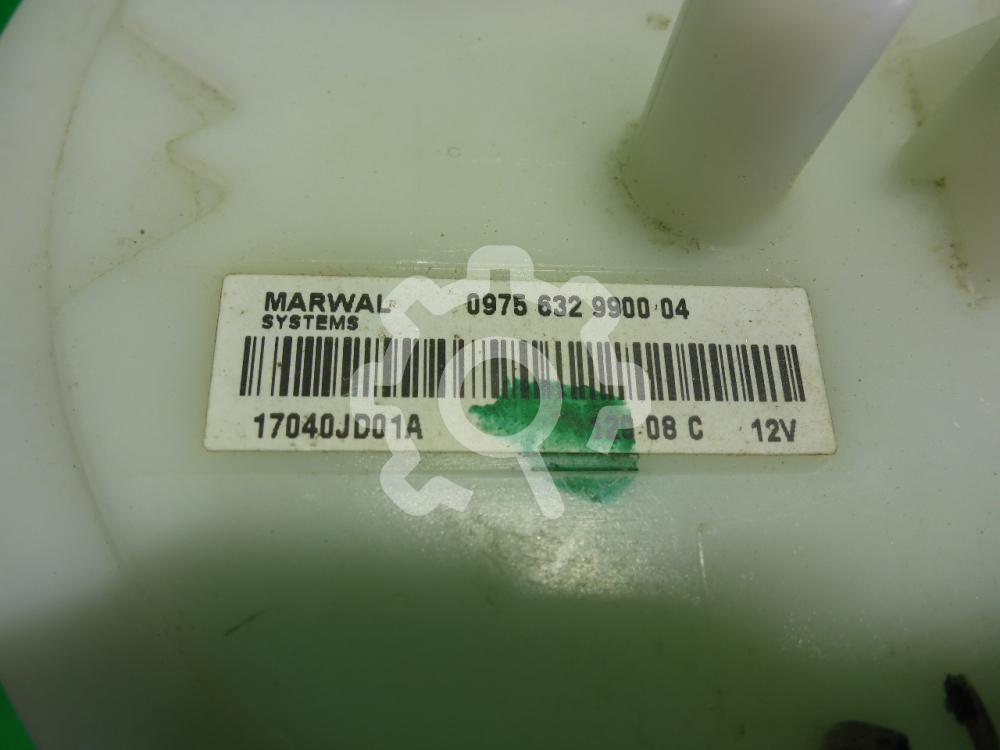 MARWAL 0975 632 9900 04
SYSTEMS
17040JD01A 08 C 12V